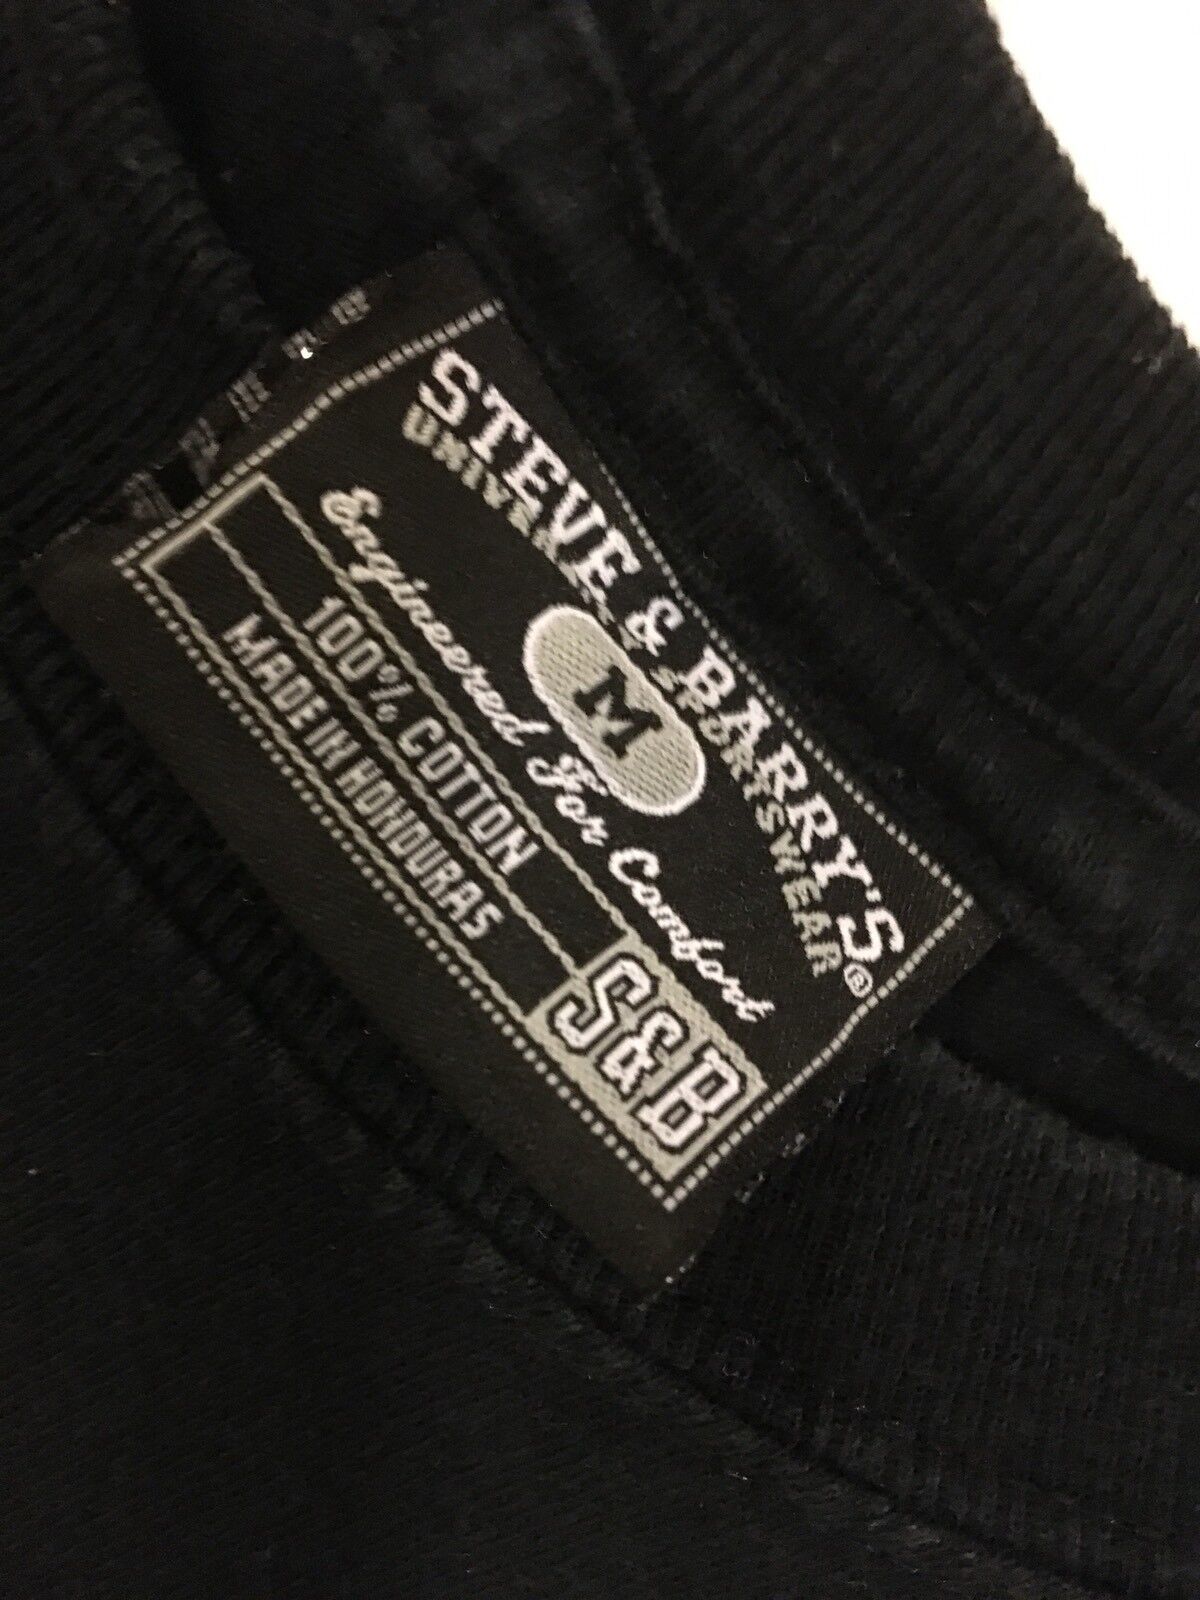 STEVE & BARRY'S®
UNIVERSITY SPORTSWEAR
M
Engineered For Comfort
100% COTTON
MADE IN HONDURAS
S&B